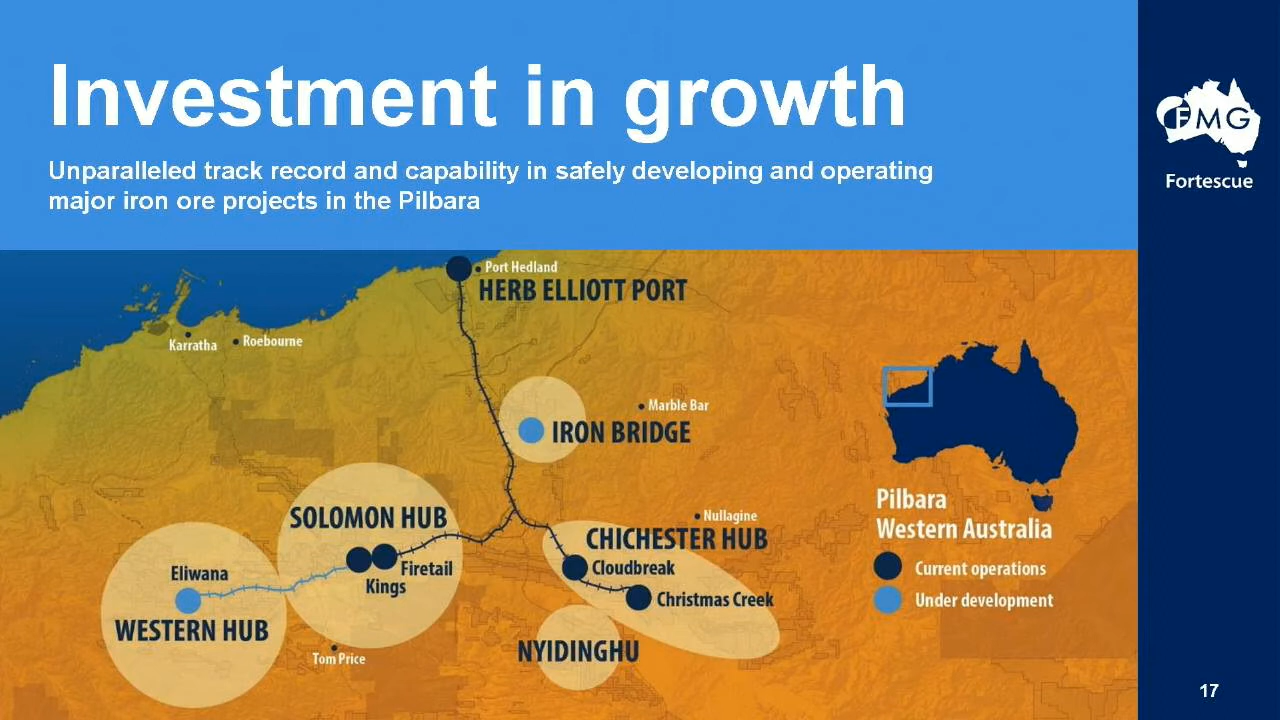 Investment in growth
Unparalleled track record and capability in safely developing and operating
major iron ore projects in the Pilbara
FMG
Fortescue
Port Hedland
HERB ELLIOTT PORT
Karratha
Roebourne
Marble Bar
IRON BRIDGE
SOLOMON HUB
Firetail
Kings
Eliwana
WESTERN HUB
Tom Price
Nullagine
CHICHESTER HUB
Cloudbreak
Christmas Creek
NYIDINGHU
Pilbara
Western Australia
Current operations
Under development
17